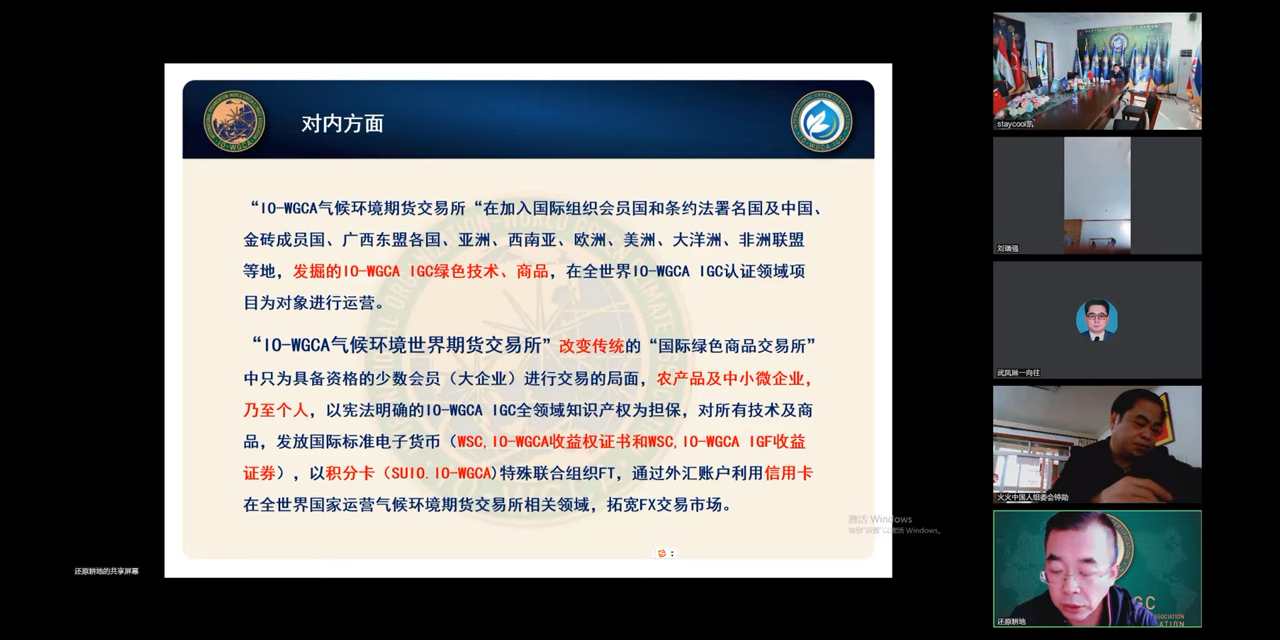 对内方面
“IO-WGCA气候环境期货交易所“在加入国际组织会员国和条约法署名国及中国、
金砖成员国、广西东盟各国、亚洲、西南亚、欧洲、美洲、大洋洲、非洲联盟
等地，发掘的IO-WGCA IGC绿色技术、商品，在全世界IO-WGCA IGC认证领域项
目为对象进行运营。
“IO-WGCA气候环境世界期货交易所”改变传统的“国际绿色商品交易所”
中只为具备资格的少数会员（大企业）进行交易的局面，农产品及中小微企业，
乃至个人，以宪法明确的IO-WGCA IGC全领域知识产权为担保，对所有技术及商
品，发放国际标准电子货币（WSC,IO-WGCA收益权证书和WSC,IO-WGCA IGF收益
证券），以积分卡（SUIO.IO-WGCA)特殊联合组织FT，通过外汇账户利用信用卡
在全世界国家运营气候环境期货交易所相关领域，拓宽FX交易市场。
IO-WGCA
激活 Windows
转到"设置"以激活 Windows。
还原耕地的共享屏幕
staycool凯
刘瑞强
武凤琳一向往
火火中国人组委会钟勋
还原耕地